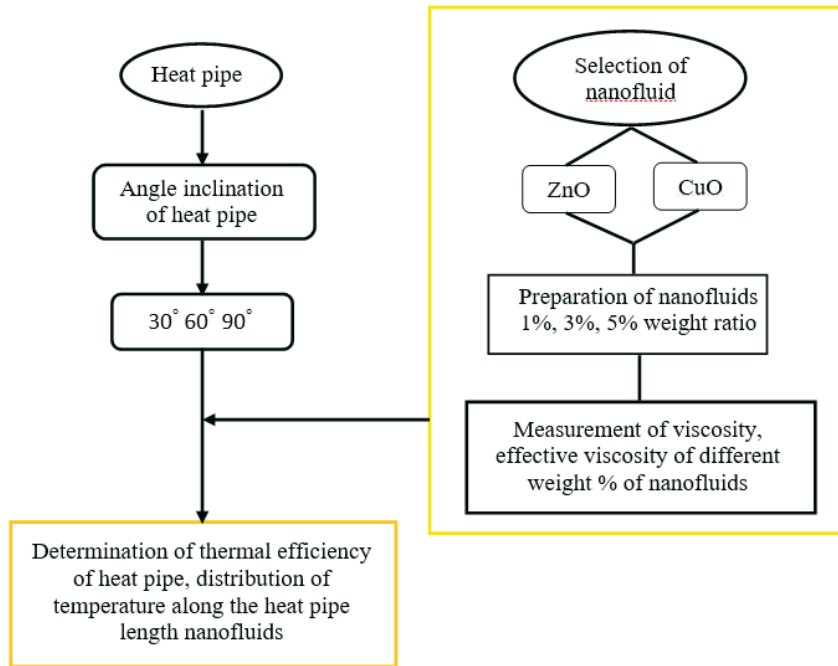 Heat pipe
Angle inclination
of heat pipe
30° 60° 90°
Determination of thermal efficiency
of heat pipe, distribution of
temperature along the heat pipe
length nanofluids
Selection of
nanofluid
ZnO
CuO
Preparation of nanofluids
1%, 3%, 5% weight ratio
Measurement of viscosity,
effective viscosity of different
weight % of nanofluids